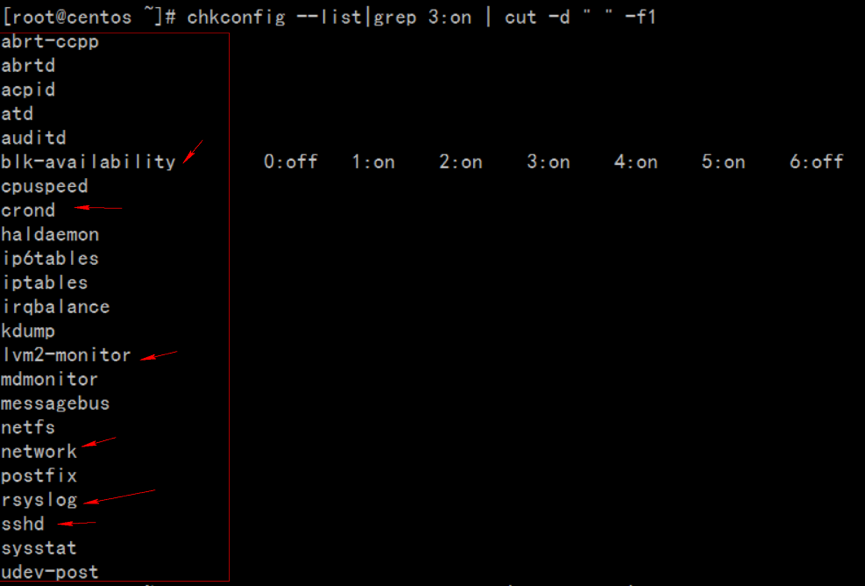 [root@centos ~]# chkconfig --list|grep 3:on | cut -d " " -f1
abrt-ccpp
abrtd
acpid
atd
auditd
blk-availability 0:off 1:on 2:on 3:on 4:on 5:on 6:off
cpuspeed
crond
haldaemon
ip6tables
iptables
irqbalance
kdump
lvm2-monitor
mdmonitor
messagebus
netfs
network
postfix
rsyslog
sshd
sysstat
udev-post